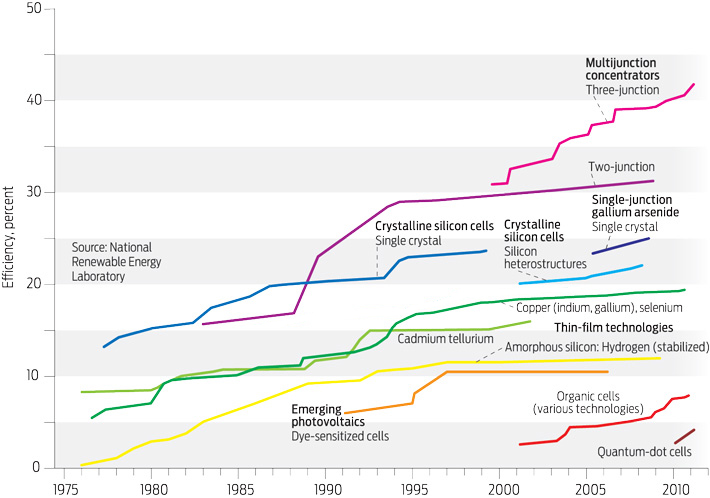 50
Multijunction
concentrators
Three-junction
40
Two-junction
30
Single-junction
gallium arsenide
Single crystal
Crystalline silicon cells
Single crystal
Crystalline
silicon cells
Silicon
heterostructures
Efficiency, percent
Source: National
Renewable Energy
Laboratory
20
Copper (indium, gallium), selenium
Thin-film technologies
Cadmium tellurium
Amorphous silicon: Hydrogen (stabilized)
10
Emerging
photovoltaics
Dye-sensitized cells
Organic cells
(various technologies)
Quantum-dot cells
0
1975 1980 1985 1990 1995 2000 2005 2010